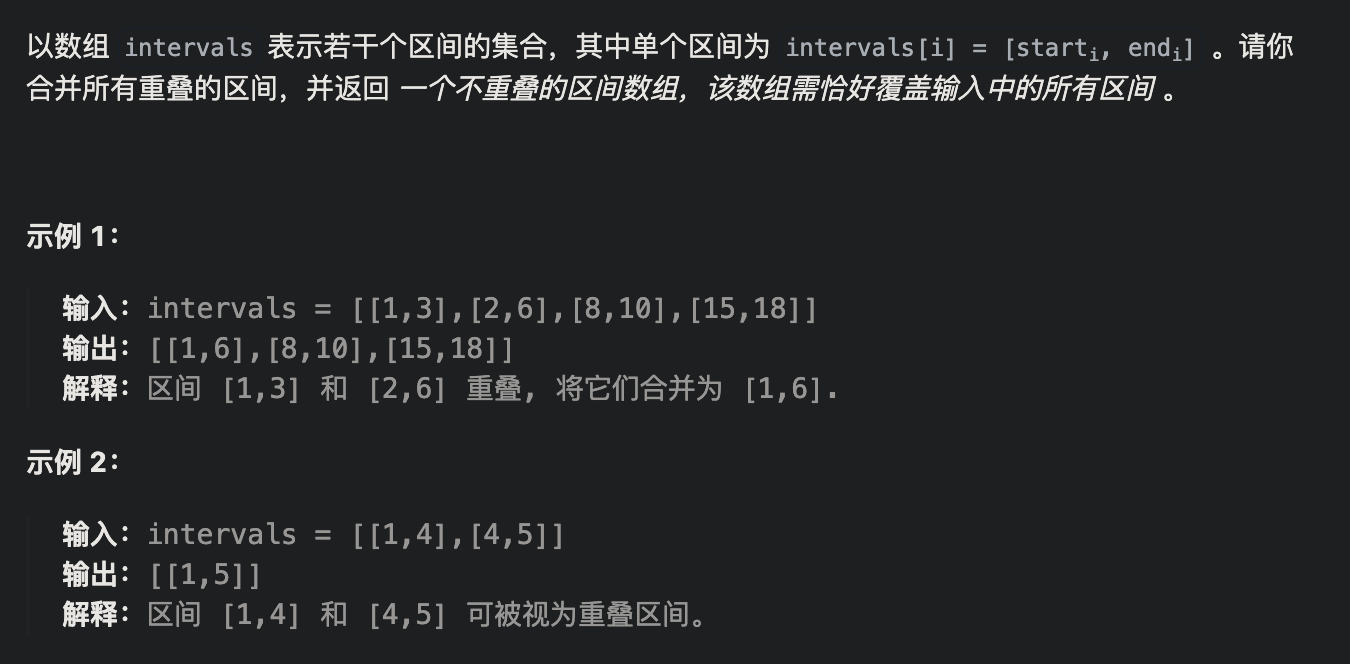 以数组 intervals 表示若干个区间的集合，其中单个区间为 intervals[i] = [starti, endi] 。请你
合并所有重叠的区间，并返回 一个不重叠的区间数组，该数组需恰好覆盖输入中的所有区间 。
示例 1：
输入：intervals = [[1,3],[2,6],[8,10],[15,18]]
输出：[[1,6],[8,10],[15,18]]
解释：区间 [1,3] 和 [2,6] 重叠, 将它们合并为 [1,6].
示例 2：
输入：intervals = [[1,4],[4,5]]
输出：[[1,5]]
解释：区间 [1,4] 和 [4,5] 可被视为重叠区间。